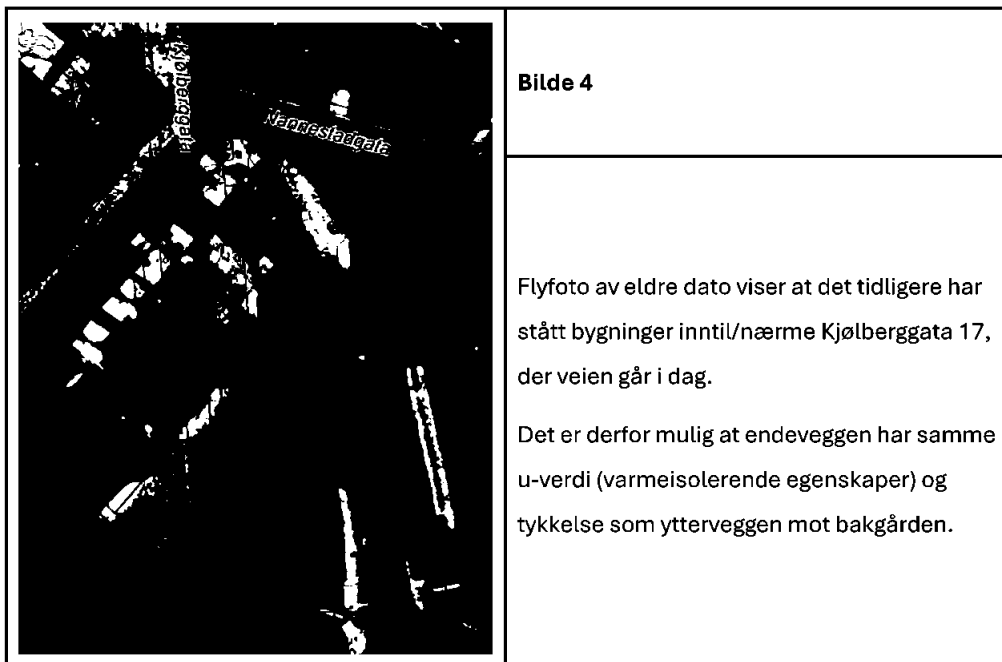 Kjølberggata
Nannestadgata
Bilde 4
Flyfoto av eldre dato viser at det tidligere har
stått bygninger inntil/nærme Kjølberggata 17,
der veien går i dag.
Det er derfor mulig at endeveggen har samme
u-verdi (varmeisolerende egenskaper) og
tykkelse som ytterveggen mot bakgården.